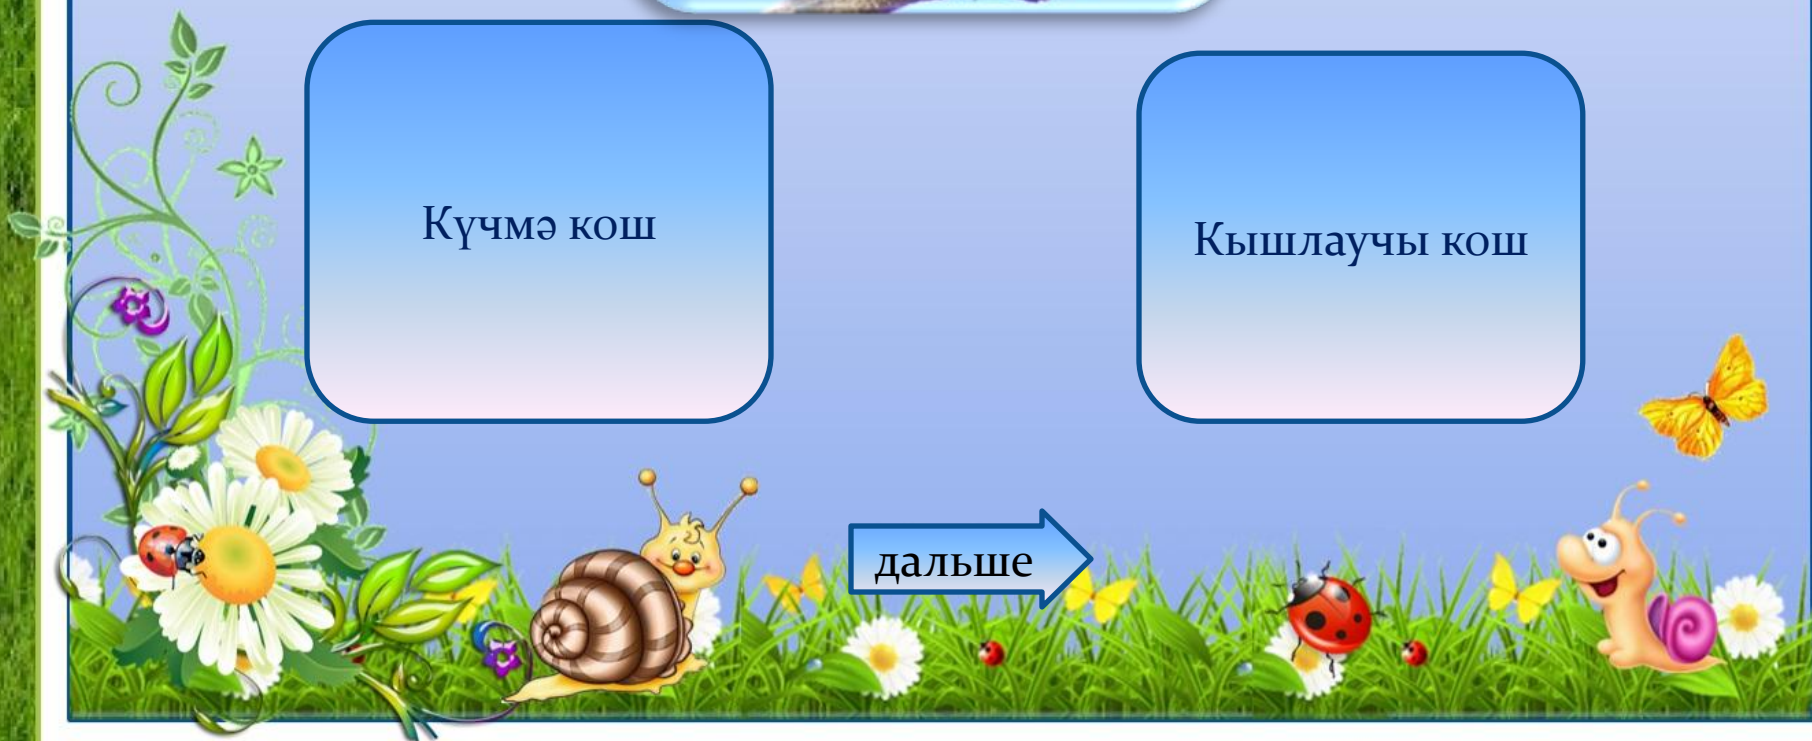 Күчмә кош
Кышлаучы кош
дальше